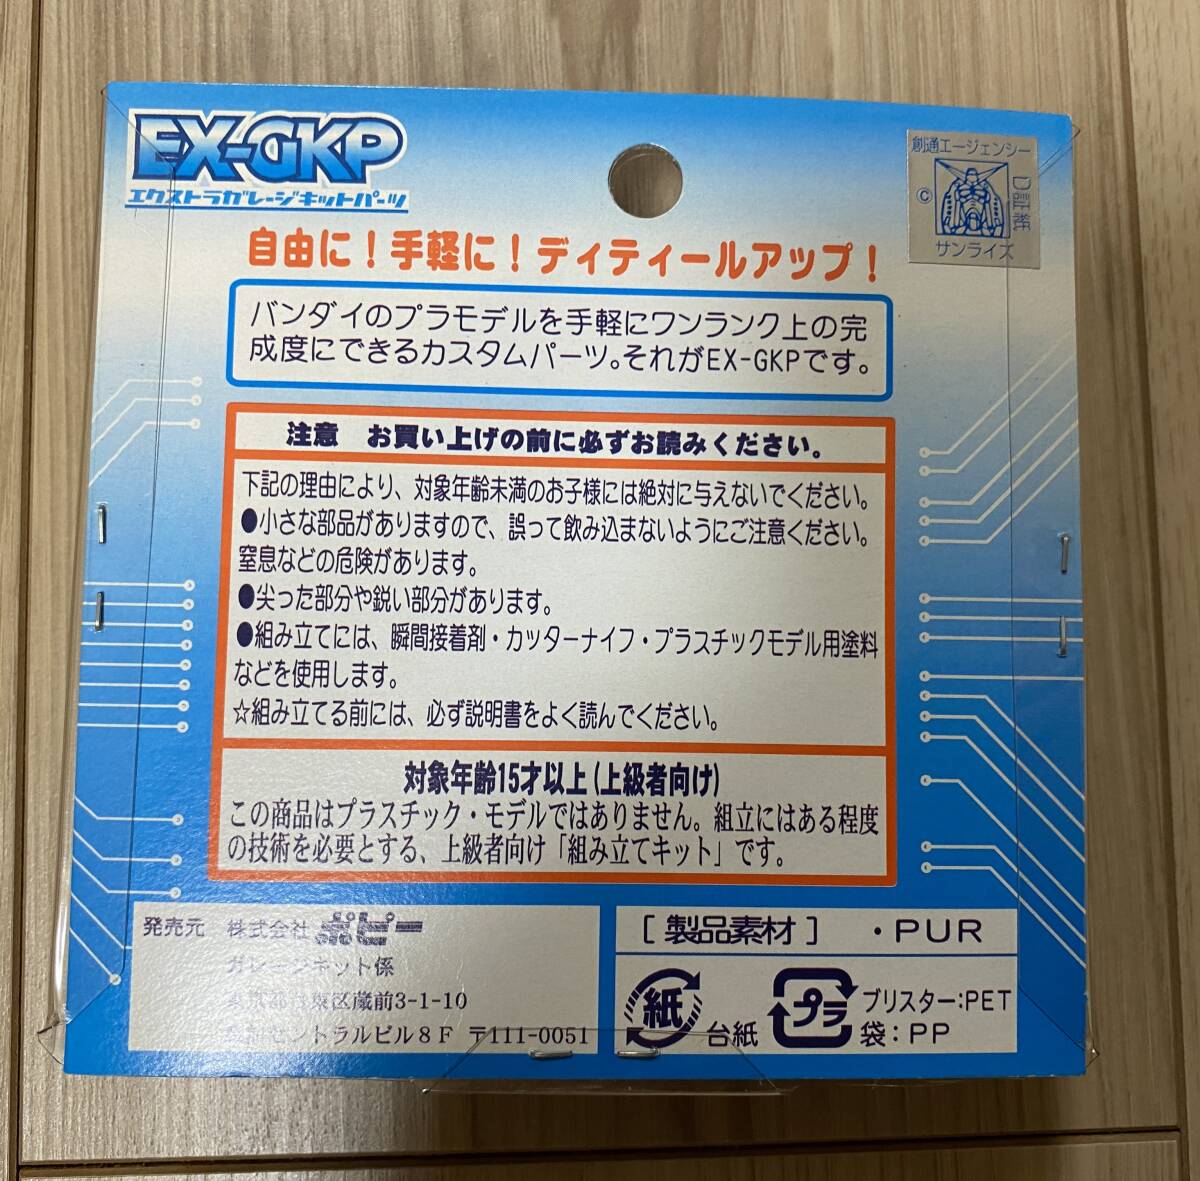 EX-GKP
エクストラガレージキットパーツ
創通エージェンシー
©
D証紙
サンライズ
自由に！手軽に！ディティールアップ！
バンダイのプラモデルを手軽にワンランク上の完
成度にできるカスタムパーツ。それがEX-GKPです。
注意　お買い上げの前に必ずお読みください。
下記の理由により、対象年齢未満のお子様には絶対に与えないでください。
●小さな部品がありますので、誤って飲み込まないようにご注意ください。
窒息などの危険があります。
●尖った部分や鋭い部分があります。
●組み立てには、瞬間接着剤・カッターナイフ・プラスチックモデル用塗料
などを使用します。
☆組み立てる前には、必ず説明書をよく読んでください。
対象年齢15才以上(上級者向け)
この商品はプラスチック・モデルではありません。組立にはある程度
の技術を必要とする、上級者向け「組み立てキット」です。
発売元　株式会社 ポピー
ガレージキット係
東京都台東区蔵前3-1-10
セントラルビル8F 〒111-0051
[製品素材]　・PUR
紙 台紙
プラ ブリスター:PET
袋:PP